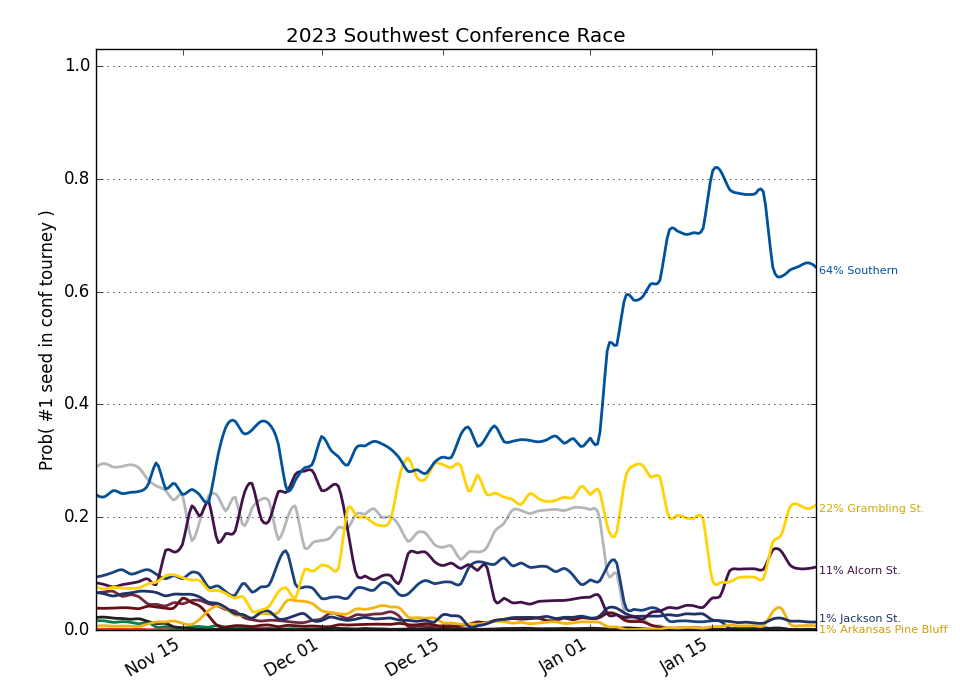 2023 Southwest Conference Race
Prob( #1 seed in conf tourney )
1.0
0.8
0.6
0.4
0.2
0.0
64% Southern
22% Grambling St.
11% Alcorn St.
1% Jackson St.
1% Arkansas Pine Bluff
Nov 15
Dec 01
Dec 15
Jan 01
Jan 15